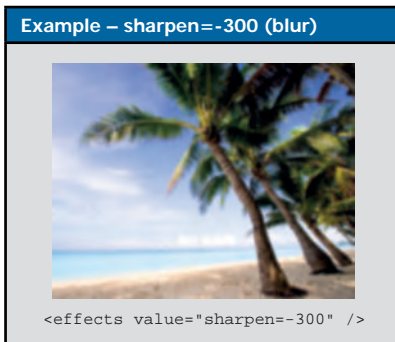 Example – sharpen=-300 (blur)
<effects value="sharpen=-300" />